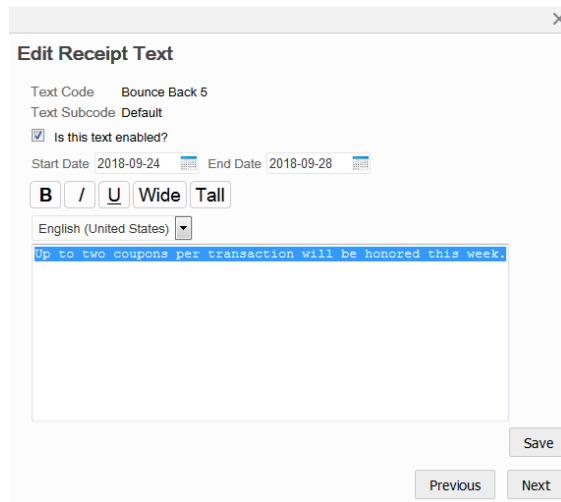 Edit Receipt Text
Text Code Bounce Back 5
Text Subcode Default
Is this text enabled?
Start Date 2018-09-24 End Date 2018-09-28
B I U Wide Tall
English (United States)
Up to two coupons per transaction will be honored this week.
Save
Previous Next